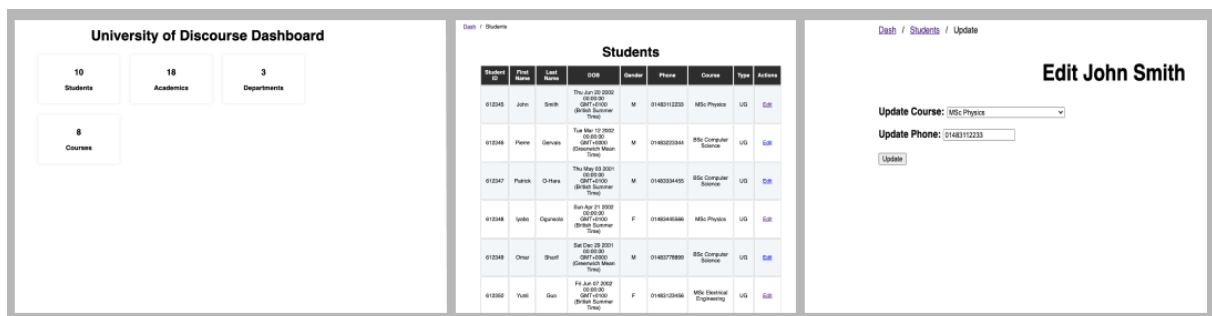 University of Discourse Dashboard
10
Students
18
Academics
3
Departments
8
Courses
Dash / Students
Students
Student ID First Name Last Name DOB Gender Phone Course Type Actions
612345 John Smith Thu Jun 20 2002 00:00:00 GMT+0100 (British Summer Time) M 01483112233 MSc Physics UG Edit
612346 Pierre Gervais Tue Mar 12 2002 00:00:00 GMT+0000 (Greenwich Mean Time) M 01483223344 BSc Computer Science UG Edit
612347 Patrick O-Hara Thu May 03 2001 00:00:00 GMT+0100 (British Summer Time) M 01483334455 BSc Computer Science UG Edit
612348 Iyabo Ogunsola Sun Apr 21 2002 00:00:00 GMT+0100 (British Summer Time) F 01483445566 MSc Physics UG Edit
612349 Omar Sharif Sat Dec 29 2001 00:00:00 GMT+0000 (Greenwich Mean Time) M 01483778899 BSc Computer Science UG Edit
612350 Yunli Guo Fri Jun 07 2002 00:00:00 GMT+0100 (British Summer Time) F 01483123456 MSc Electrical Engineering UG Edit
Dash / Students / Update
Edit John Smith
Update Course: MSc Physics
Update Phone: 01483112233
Update